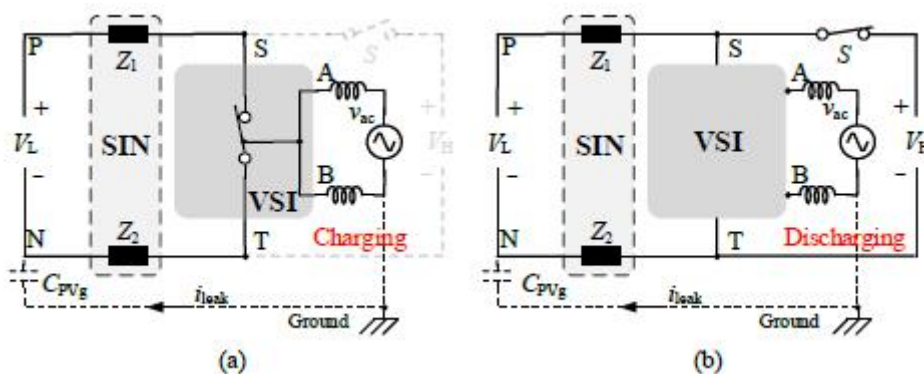 P
Z1
S
S
A
vac
+
VL
−
SIN
+
VH
−
B
VSI
N
Z2
T
Charging
CPVg
ileak
Ground
(a)
P
Z1
S
S
A
vac
+
VL
−
SIN
VSI
+
VH
−
B
N
Z2
T
Discharging
CPVg
ileak
Ground
(b)